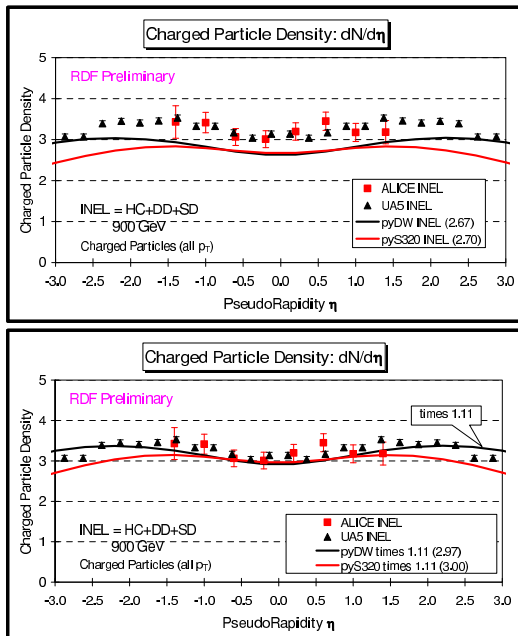 Charged Particle Density: dN/dη
RDF Preliminary
5
4
3
2
1
0
Charged Particle Density
INEL = HC+DD+SD
900 GeV
Charged Particles (all pT)
ALICE INEL
UA5 INEL
pyDW INEL (2.67)
pyS320 INEL (2.70)
-3.0 -2.5 -2.0 -1.5 -1.0 -0.5 0.0 0.5 1.0 1.5 2.0 2.5 3.0
PseudoRapidity η
Charged Particle Density: dN/dη
RDF Preliminary
times 1.11
5
4
3
2
1
0
Charged Particle Density
INEL = HC+DD+SD
900 GeV
Charged Particles (all pT)
ALICE INEL
UA5 INEL
pyDW times 1.11 (2.97)
pyS320 times 1.11 (3.00)
-3.0 -2.5 -2.0 -1.5 -1.0 -0.5 0.0 0.5 1.0 1.5 2.0 2.5 3.0
PseudoRapidity η